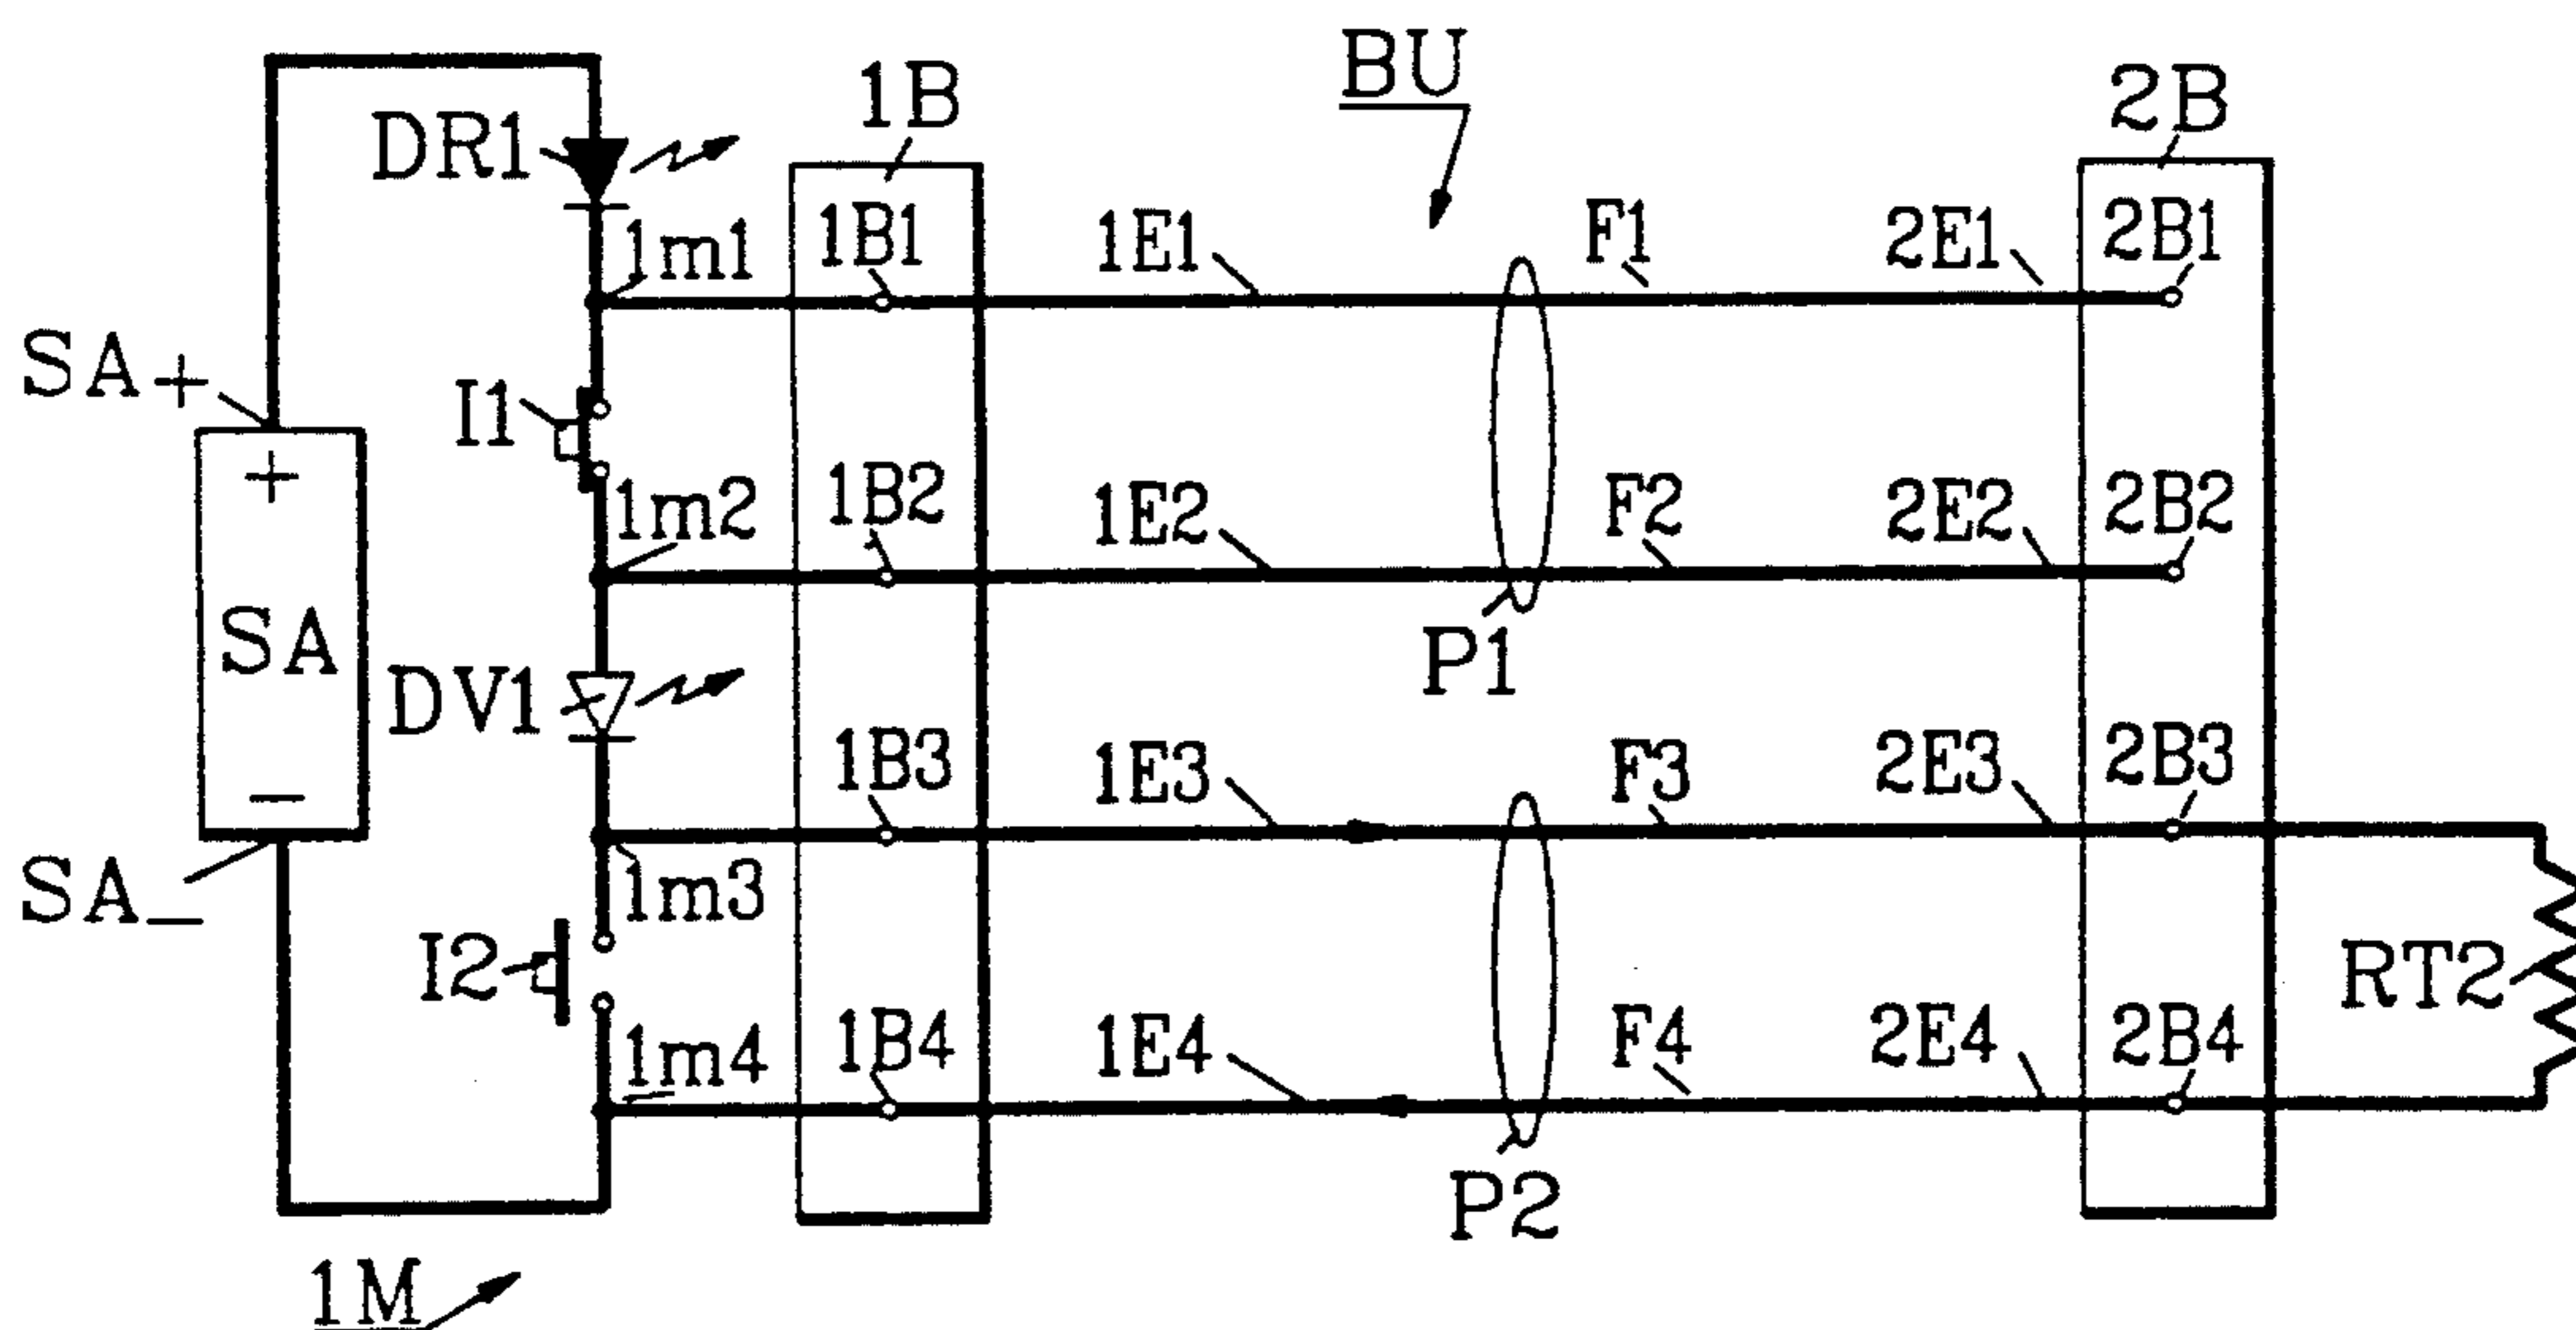 BU
1B
2B
DR1
1m1
1B1
1E1
F1
2E1
2B1
SA+
I1
+
1m2
1B2
1E2
F2
2E2
2B2
SA
DV1
P1
1B3
1E3
F3
2E3
2B3
−
SA_
1m3
I2
RT2
1m4
1B4
1E4
F4
2E4
2B4
P2
1M